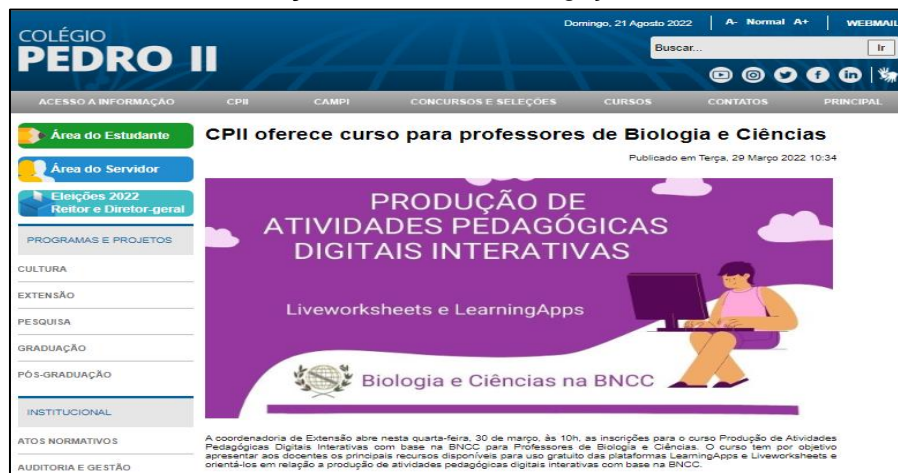 Domingo, 21 Agosto 2022
A- Normal A+
WEBMAIL
COLÉGIO
PEDRO II
Buscar...
Ir
ACESSO A INFORMAÇÃO CPII CAMPI CONCURSOS E SELEÇÕES CURSOS CONTATOS PRINCIPAL
Área do Estudante
Área do Servidor
Eleições 2022
Reitor e Diretor-geral
PROGRAMAS E PROJETOS
CULTURA
EXTENSÃO
PESQUISA
GRADUAÇÃO
PÓS-GRADUAÇÃO
INSTITUCIONAL
ATOS NORMATIVOS
AUDITORIA E GESTÃO
CPII oferece curso para professores de Biologia e Ciências
Publicado em Terça, 29 Março 2022 10:34
PRODUÇÃO DE
ATIVIDADES PEDAGÓGICAS
DIGITAIS INTERATIVAS
Liveworksheets e LearningApps
Biologia e Ciências na BNCC
A coordenadoria de Extensão abre nesta quarta-feira, 30 de março, às 10h, as inscrições para o curso Produção de Atividades
Pedagógicas Digitais Interativas com base na BNCC para Professores de Biologia e Ciências. O curso tem por objetivo
apresentar aos docentes os principais recursos disponíveis para uso gratuito das plataformas LearningApps e Liveworksheets e
orientá-los em relação a produção de atividades pedagógicas digitais interativas com base na BNCC.